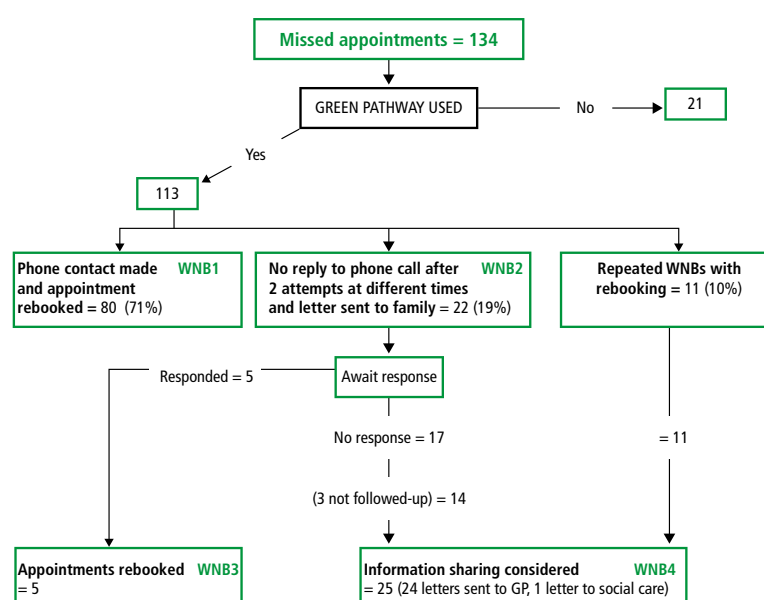 Missed appointments = 134
GREEN PATHWAY USED
No
21
Yes
113
Phone contact made WNB1
and appointment
rebooked = 80 (71%)
No reply to phone call after WNB2
2 attempts at different times
and letter sent to family = 22 (19%)
Repeated WNBs with
rebooking = 11 (10%)
Responded = 5
Await response
No response = 17
= 11
(3 not followed-up) = 14
Appointments rebooked WNB3
= 5
Information sharing considered WNB4
= 25 (24 letters sent to GP, 1 letter to social care)